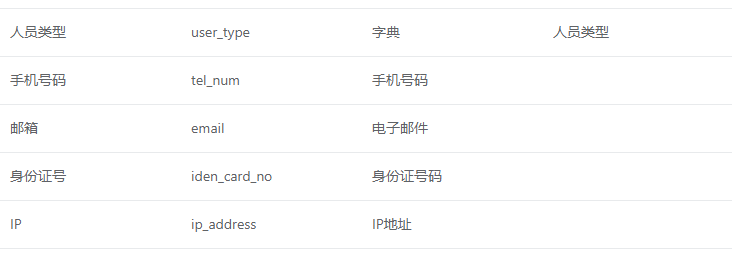 人员类型 user_type 字典 人员类型
手机号码 tel_num 手机号码
邮箱 email 电子邮件
身份证号 iden_card_no 身份证号码
IP ip_address IP地址